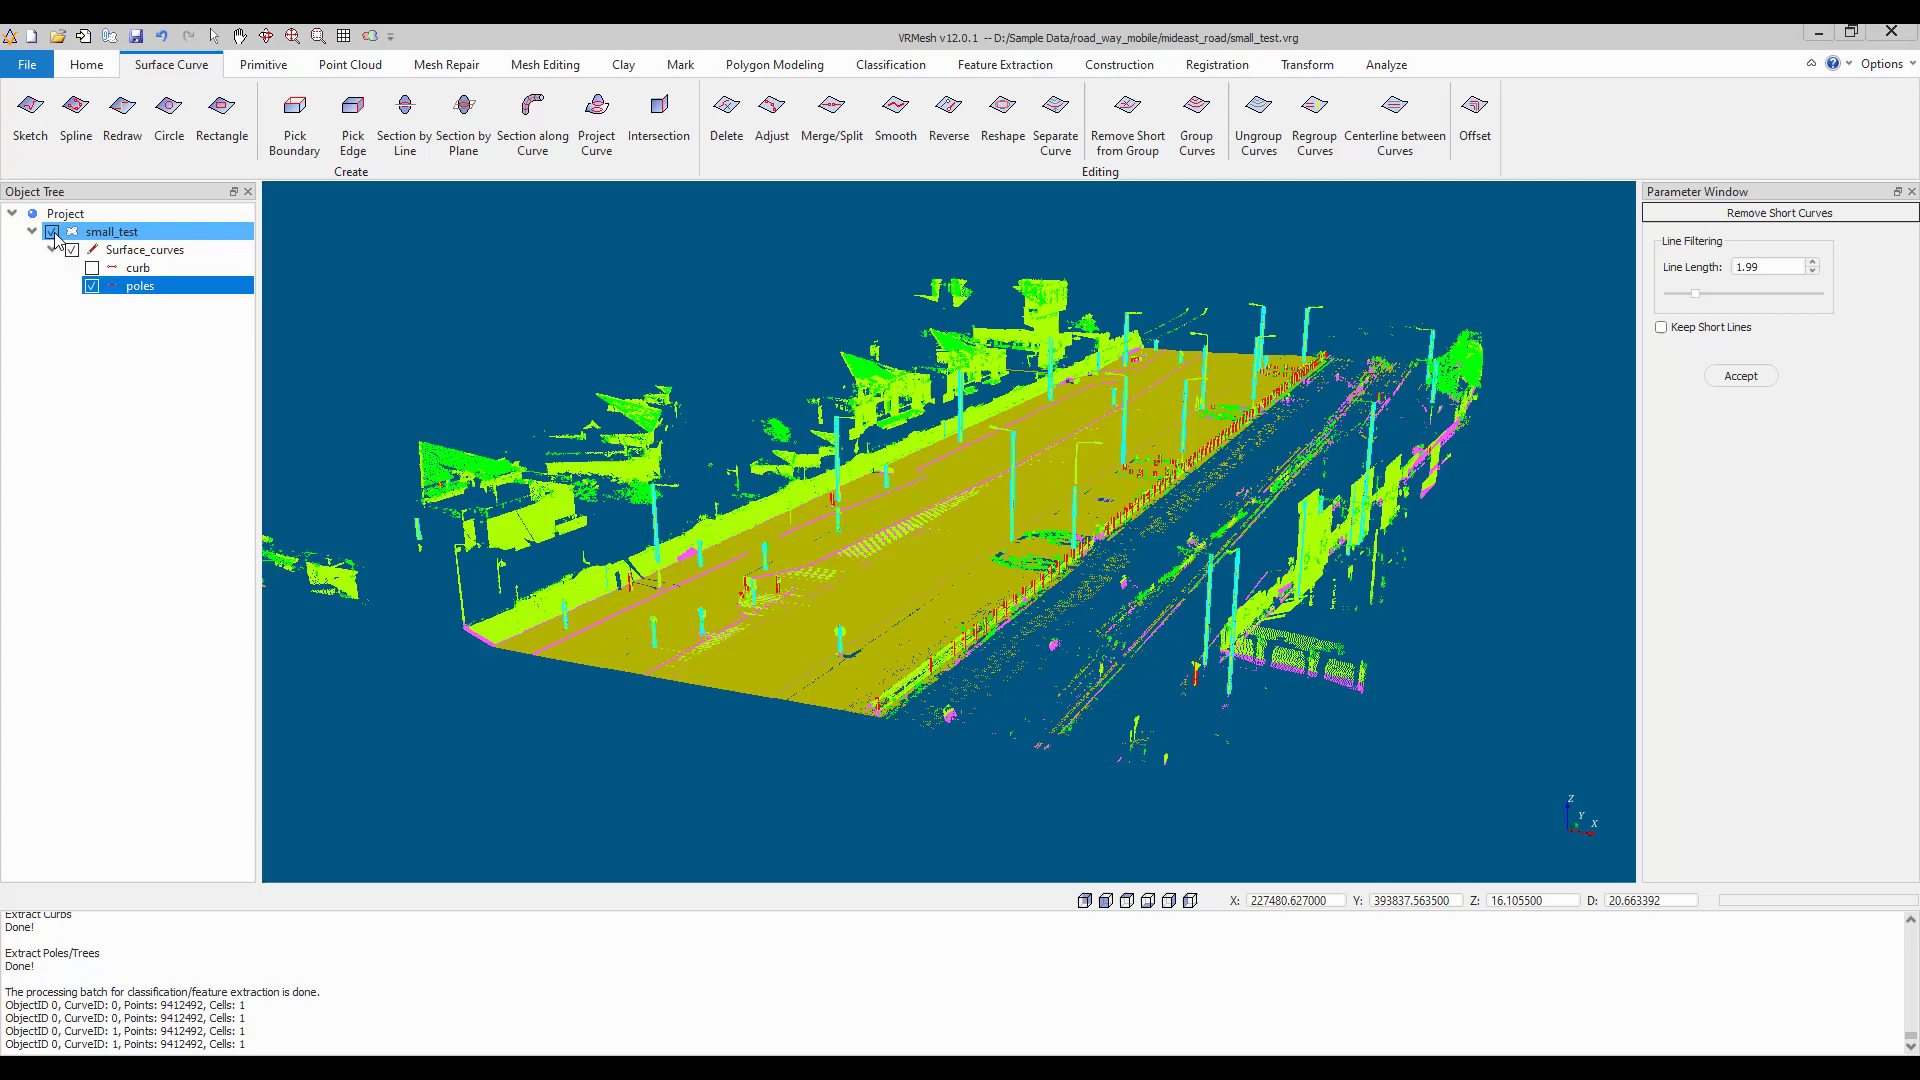 VRMesh v12.0.1 -- D:/Sample Data/road_way_mobile/mideast_road/small_test.vrg
File
Home
Surface Curve
Primitive
Point Cloud
Mesh Repair
Mesh Editing
Clay
Mark
Polygon Modeling
Classification
Feature Extraction
Construction
Registration
Transform
Analyze
Options
Sketch
Spline
Redraw
Circle
Rectangle
Pick Boundary
Pick Edge
Section by Line
Section by Plane
Section along Curve
Project Curve
Intersection
Delete
Adjust
Merge/Split
Smooth
Reverse
Reshape
Separate Curve
Remove Short from Group
Group Curves
Ungroup Curves
Regroup Curves
Centerline between Curves
Offset
Create
Editing
Object Tree
Project
small_test
Surface_curves
curb
poles
Parameter Window
Remove Short Curves
Line Filtering
Line Length: 1.99
Keep Short Lines
Accept
Z
Y
X
X: 227480.627000 Y: 393837.563500 Z: 16.105500 D: 20.663392
Extract Curbs
Done!
Extract Poles/Trees
Done!
The processing batch for classification/feature extraction is done.
ObjectID 0, CurveID: 0, Points: 9412492, Cells: 1
ObjectID 0, CurveID: 0, Points: 9412492, Cells: 1
ObjectID 0, CurveID: 1, Points: 9412492, Cells: 1
ObjectID 0, CurveID: 1, Points: 9412492, Cells: 1